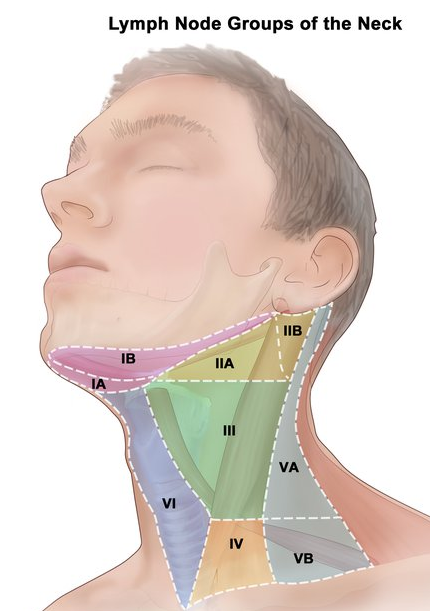 Lymph Node Groups of the Neck
IIB
IB
IIA
IA
III
VA
VI
IV
VB